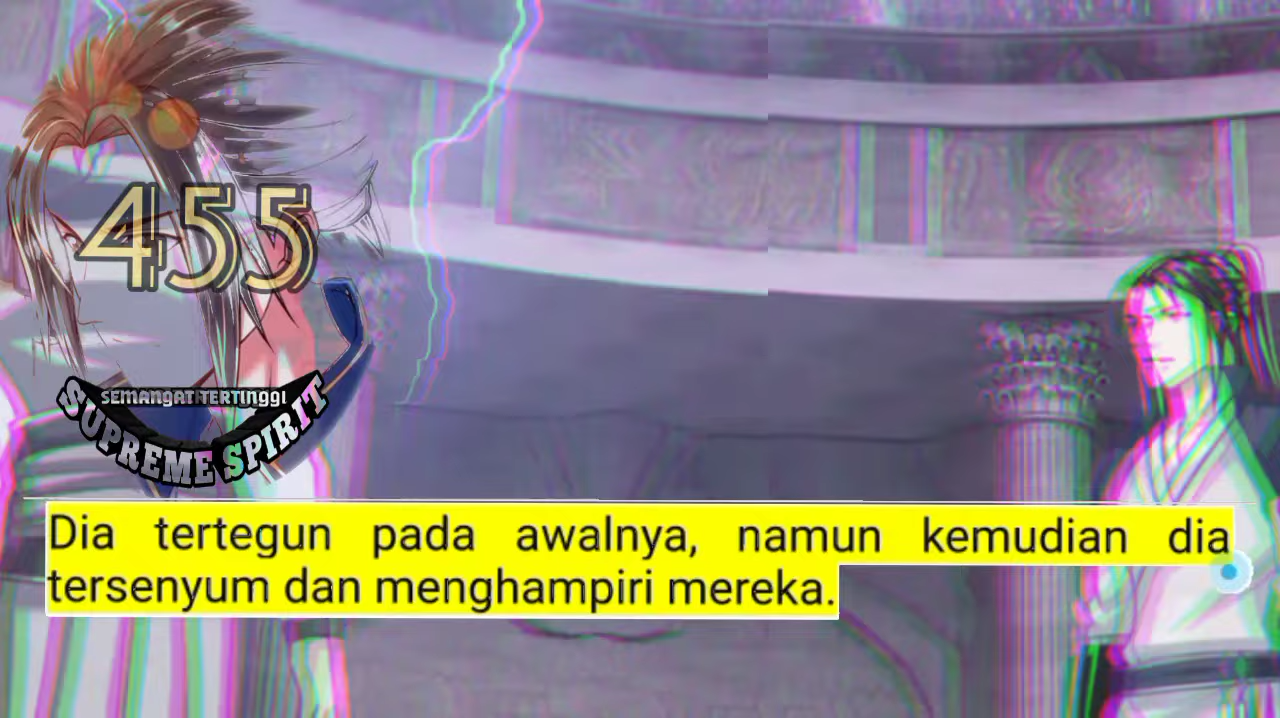 455
SEMANGAT TERTINGGI
SUPREME SPIRIT
Dia tertegun pada awalnya, namun kemudian dia
tersenyum dan menghampiri mereka.